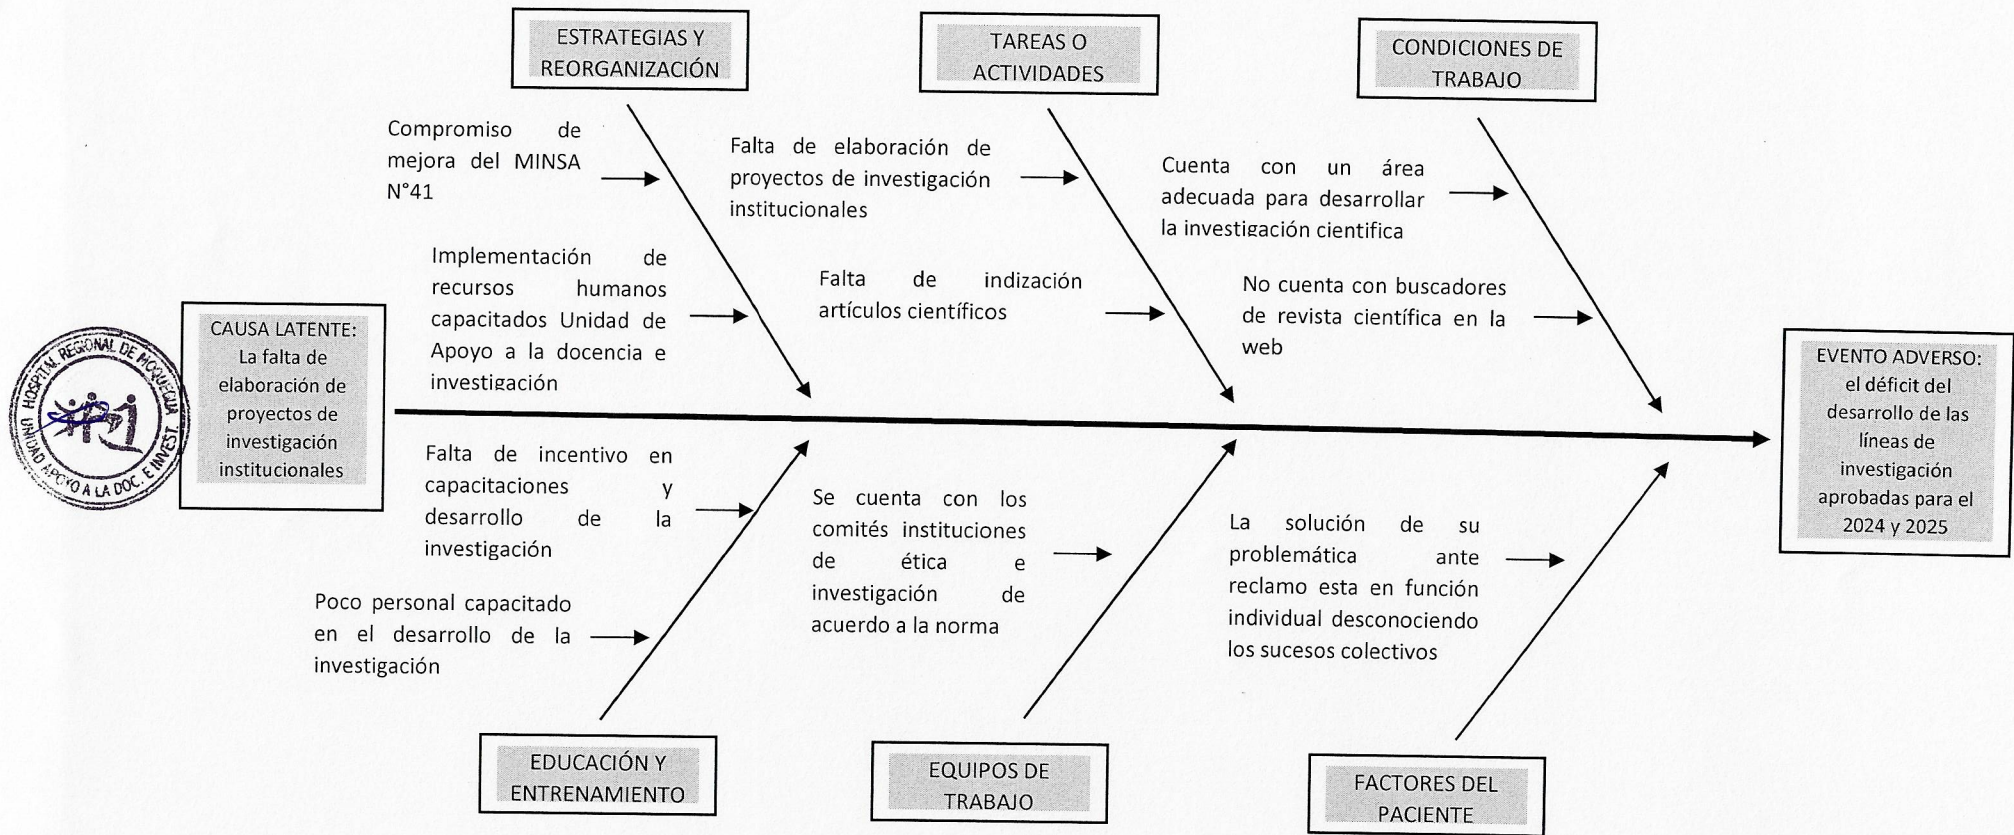 ESTRATEGIAS Y
REORGANIZACIÓN
TAREAS O
ACTIVIDADES
CONDICIONES DE
TRABAJO
Compromiso de
mejora del MINSA
N°41
Falta de elaboración de
proyectos de investigación
institucionales
Cuenta con un área
adecuada para desarrollar
la investigación cientifica
Implementación de
recursos humanos
capacitados Unidad de
Apoyo a la docencia e
investigación
Falta de indización
artículos científicos
No cuenta con buscadores
de revista científica en la
web
HOSPITAL REGIONAL DE MOQUEGUA
UNIDAD APOYO A LA DOC. E INVEST.
CAUSA LATENTE:
La falta de
elaboración de
proyectos de
investigación
institucionales
EVENTO ADVERSO:
el déficit del
desarrollo de las
líneas de
investigación
aprobadas para el
2024 y 2025
Falta de incentivo en
capacitaciones y
desarrollo de la
investigación
Poco personal capacitado
en el desarrollo de la
investigación
Se cuenta con los
comités instituciones
de ética e
investigación de
acuerdo a la norma
La solución de su
problemática ante
reclamo esta en función
individual desconociendo
los sucesos colectivos
EDUCACIÓN Y
ENTRENAMIENTO
EQUIPOS DE
TRABAJO
FACTORES DEL
PACIENTE